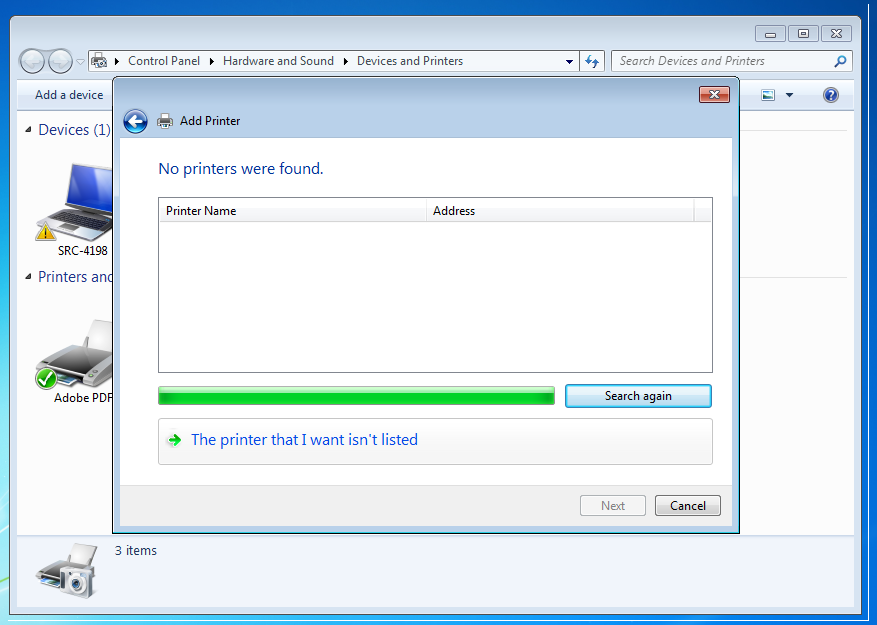 Control Panel Hardware and Sound Devices and Printers Search Devices and Printers
Add a device
Add Printer
Devices (1)
No printers were found.
Printer Name Address
SRC-4198
Printers and
Adobe PDF
Search again
The printer that I want isn't listed
Next Cancel
3 items